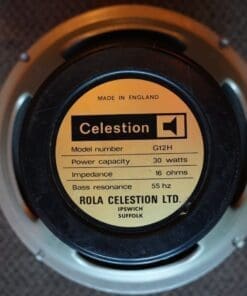 MADE IN ENGLAND
Celestion
Model number G12H
Power capacity 30 watts
Impedance 16 ohms
Bass resonance 55 hz
ROLA CELESTION LTD.
IPSWICH
SUFFOLK